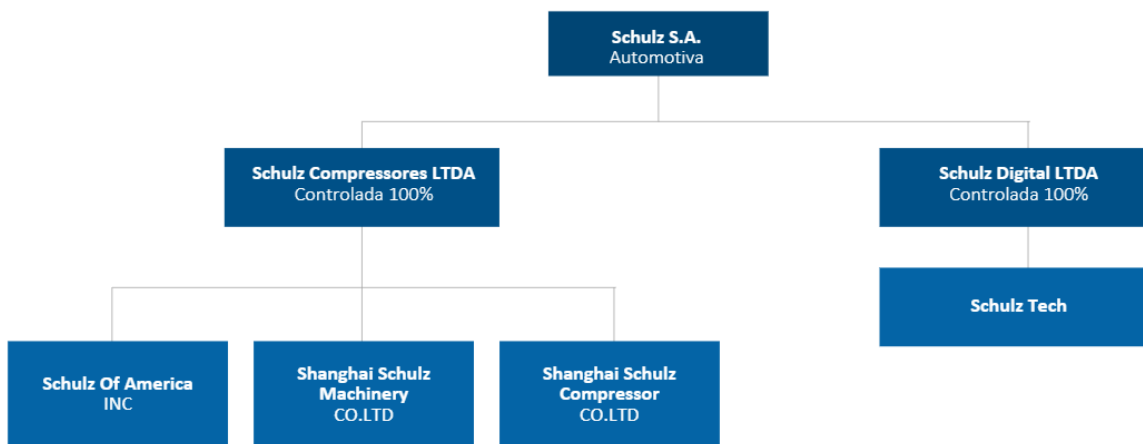 Schulz S.A.
Automotiva
Schulz Compressores LTDA
Controlada 100%
Schulz Digital LTDA
Controlada 100%
Schulz Tech
Schulz Of America
INC
Shanghai Schulz
Machinery
CO.LTD
Shanghai Schulz
Compressor
CO.LTD